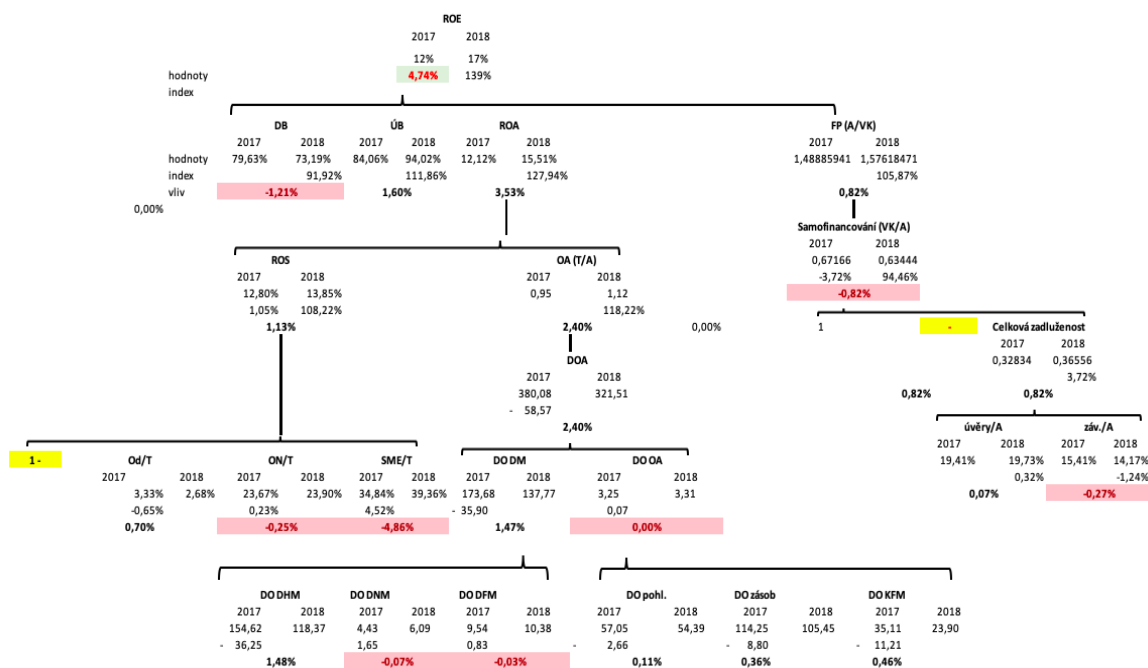 ROE
2017 2018
12% 17%
hodnoty 4,74% 139%
index
DB ÚB ROA FP (A/VK)
2017 2018 2017 2018 2017 2018 2017 2018
hodnoty 79,63% 73,19% 84,06% 94,02% 12,12% 15,51% 1,48885941 1,57618471
index 91,92% 111,86% 127,94% 105,87%
vliv -1,21% 1,60% 3,53% 0,82%
0,00%
Samofinancování (VK/A)
2017 2018
0,67166 0,63444
-3,72% 94,46%
-0,82%
ROS OA (T/A)
2017 2018 2017 2018
12,80% 13,85% 0,95 1,12
1,05% 108,22% 118,22%
1,13% 2,40% 0,00%
1 - Celková zadluženost
2017 2018
0,32834 0,36556
3,72%
0,82% 0,82%
DOA
2017 2018
380,08 321,51
- 58,57
2,40%
úvěry/A záv./A
2017 2018 2017 2018
19,41% 19,73% 15,41% 14,17%
0,32% -1,24%
0,07% -0,27%
1 - Od/T ON/T SME/T DO DM DO OA
2017 2018 2017 2018 2017 2018 2017 2018 2017 2018
3,33% 2,68% 23,67% 23,90% 34,84% 39,36% 173,68 137,77 3,25 3,31
-0,65% 0,23% 4,52% - 35,90 0,07
0,70% -0,25% -4,86% 1,47% 0,00%
DO DHM DO DNM DO DFM DO pohl. DO zásob DO KFM
2017 2018 2017 2018 2017 2018 2017 2018 2017 2018 2017 2018
154,62 118,37 4,43 6,09 9,54 10,38 57,05 54,39 114,25 105,45 35,11 23,90
- 36,25 1,65 0,83 - 2,66 - 8,80 - 11,21
1,48% -0,07% -0,03% 0,11% 0,36% 0,46%